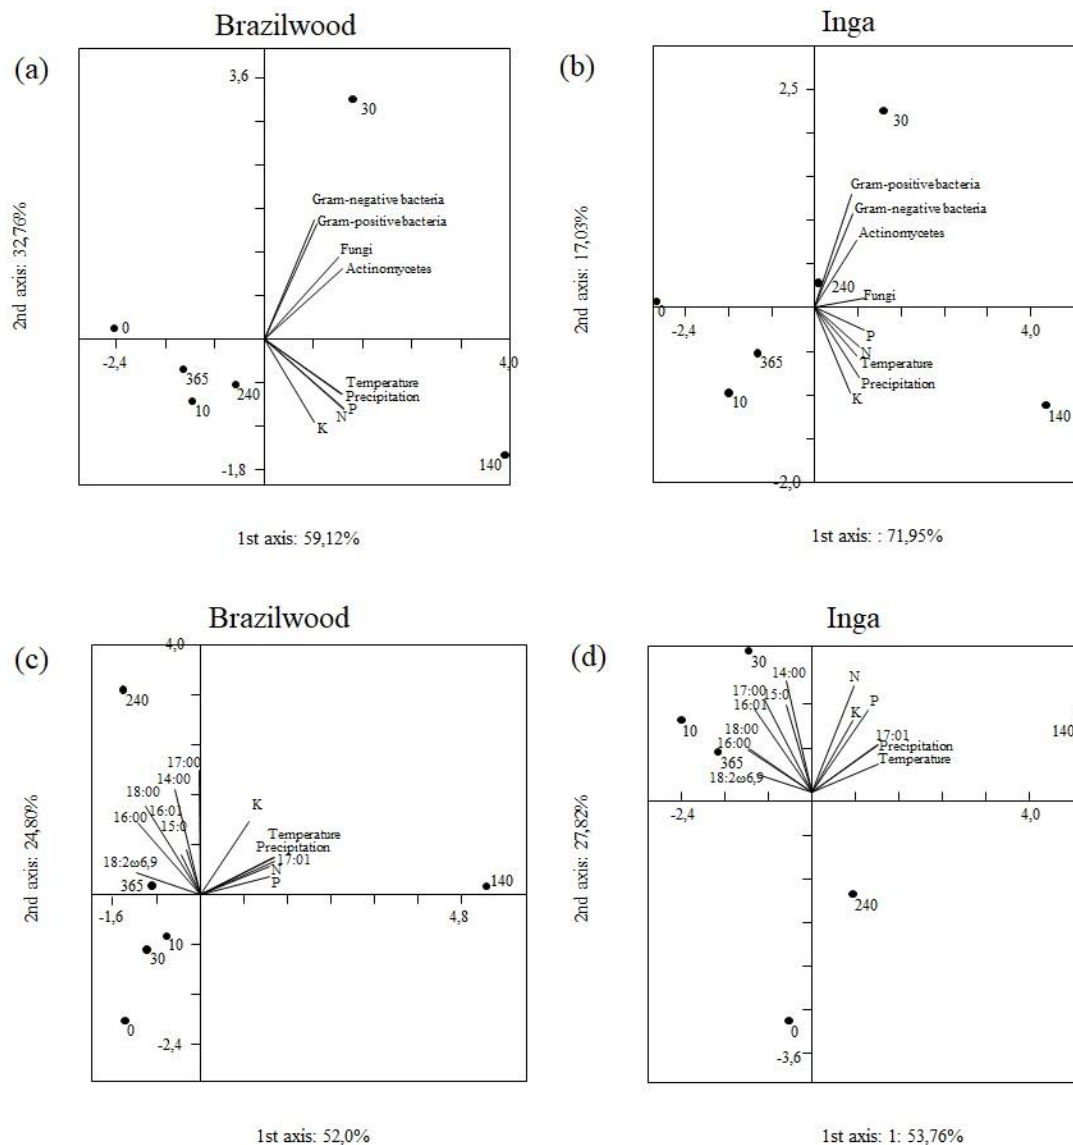 Brazilwood
(a)
3,6
30
Gram-negative bacteria
Gram-positive bacteria
Fungi
Actinomycetes
0
-2,4
4,0
365
240
10
Temperature
Precipitation
P
N
K
140
-1,8
2nd axis: 32,76%
1st axis: 59,12%
Inga
(b)
2,5
30
Gram-positive bacteria
Gram-negative bacteria
Actinomycetes
240
Fungi
0
-2,4
4,0
P
N
Temperature
Precipitation
K
365
10
140
-2,0
2nd axis: 17,03%
1st axis: : 71,95%
Brazilwood
(c)
4,0
240
17:00
14:00
18:00
16:01
16:00
15:0
K
Temperature
Precipitation
17:01
N
P
18:2ω6,9
365
140
-1,6
4,8
10
30
0
-2,4
2nd axis: 24,80%
1st axis: 52,0%
Inga
(d)
30
14:00
N
17:00
15:0
P
16:01
K
10
18:00
17:01
140
16:00
Precipitation
365
Temperature
18:2ω6,9
-2,4
4,0
240
0
-3,6
2nd axis: 27,82%
1st axis: 1: 53,76%